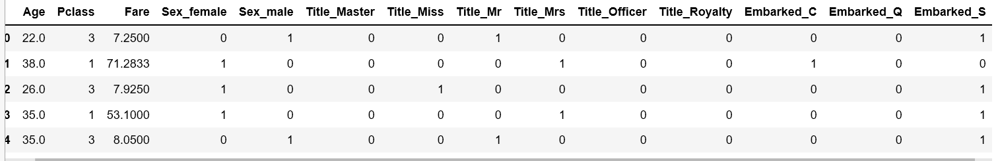 Age Pclass Fare Sex_female Sex_male Title_Master Title_Miss Title_Mr Title_Mrs Title_Officer Title_Royalty Embarked_C Embarked_Q Embarked_S
0 22.0 3 7.2500 0 1 0 0 1 0 0 0 0 0 1
1 38.0 1 71.2833 1 0 0 0 0 1 0 0 1 0 0
2 26.0 3 7.9250 1 0 0 1 0 0 0 0 0 0 1
3 35.0 1 53.1000 1 0 0 0 0 1 0 0 0 0 1
4 35.0 3 8.0500 0 1 0 0 1 0 0 0 0 0 1